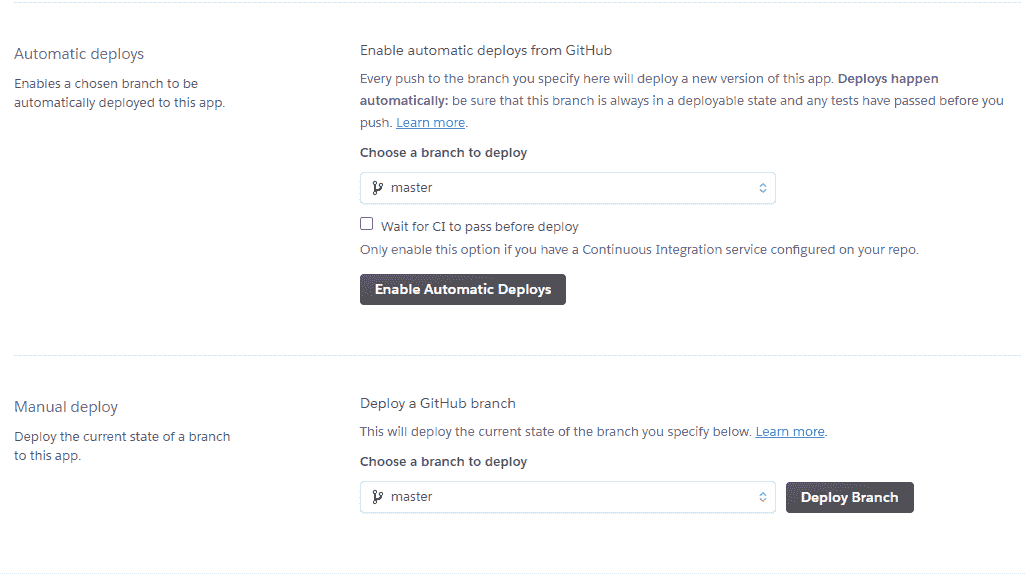 Automatic deploys
Enables a chosen branch to be
automatically deployed to this app.
Enable automatic deploys from GitHub
Every push to the branch you specify here will deploy a new version of this app. Deploys happen
automatically: be sure that this branch is always in a deployable state and any tests have passed before you
push. Learn more.
Choose a branch to deploy
master
Wait for CI to pass before deploy
Only enable this option if you have a Continuous Integration service configured on your repo.
Enable Automatic Deploys
Manual deploy
Deploy the current state of a branch
to this app.
Deploy a GitHub branch
This will deploy the current state of the branch you specify below. Learn more.
Choose a branch to deploy
master
Deploy Branch